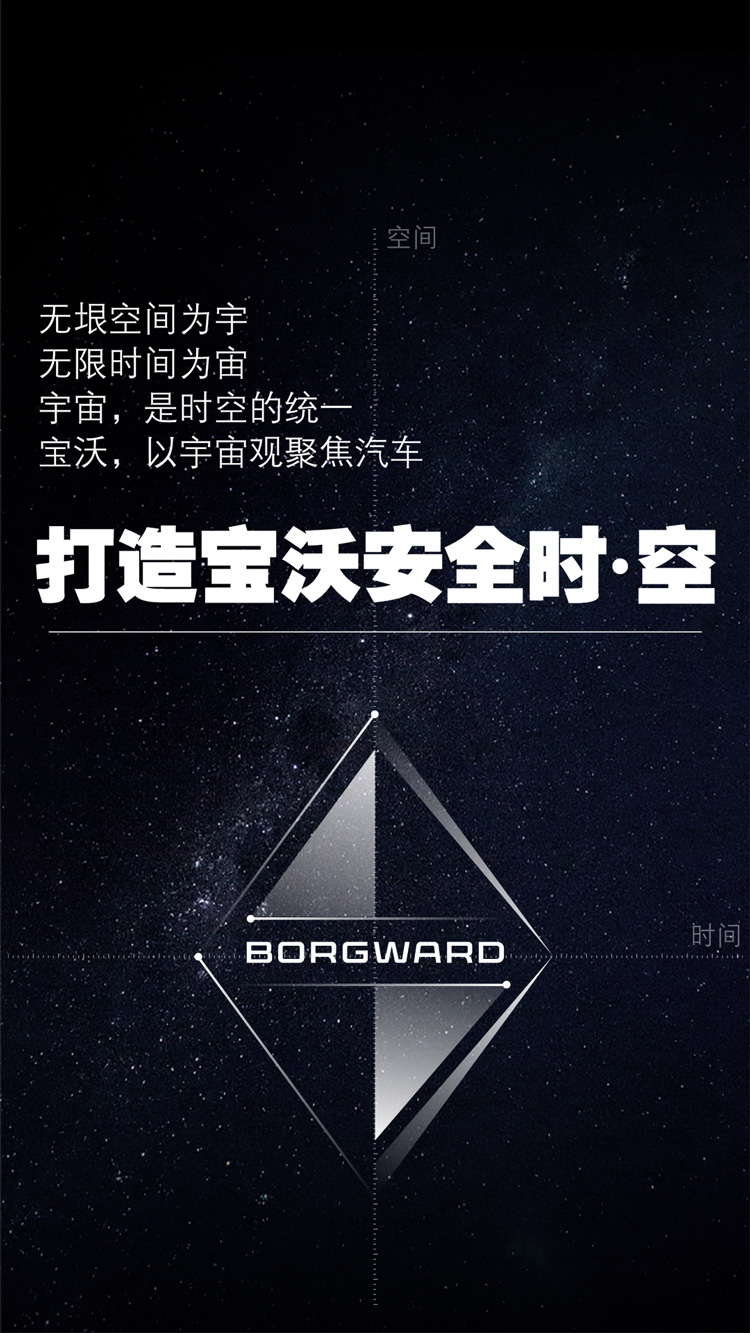 空间
无垠空间为宇
无限时间为宙
宇宙，是时空的统一
宝沃，以宇宙观聚焦汽车
打造宝沃安全时·空
时间
BORGWARD